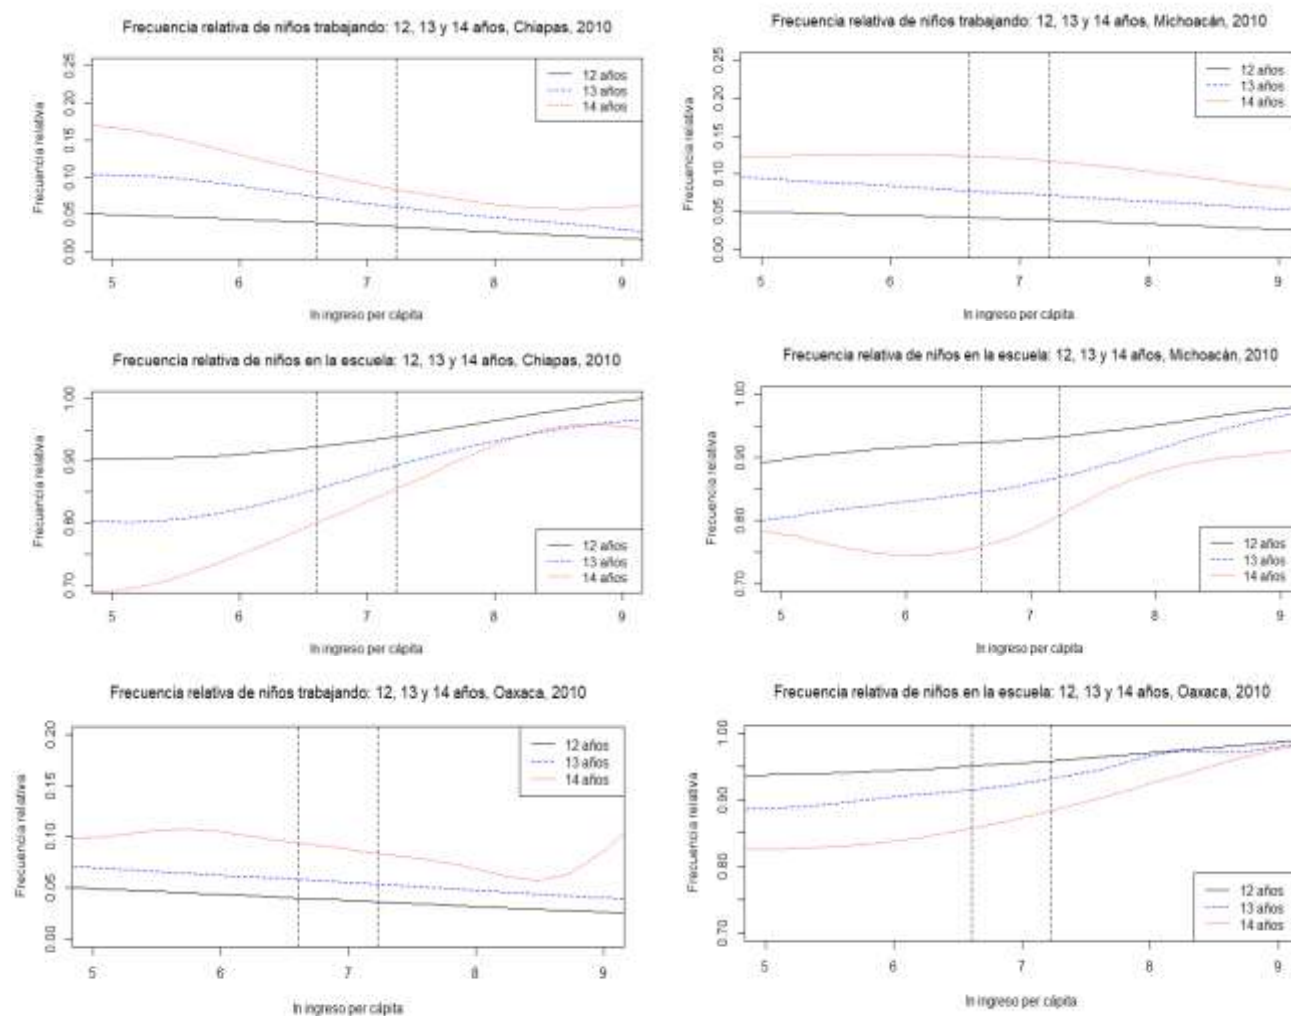 Frecuencia relativa de niños trabajando: 12, 13 y 14 años, Chiapas, 2010
Frecuencia relativa
0.25
0.20
0.15
0.10
0.05
0.00
12 años
13 años
14 años
5 6 7 8 9
ln ingreso per cápita
Frecuencia relativa de niños trabajando: 12, 13 y 14 años, Michoacán, 2010
Frecuencia relativa
0.25
0.20
0.15
0.10
0.05
0.00
12 años
13 años
14 años
5 6 7 8 9
ln ingreso per cápita
Frecuencia relativa de niños en la escuela: 12, 13 y 14 años, Chiapas, 2010
Frecuencia relativa
1.00
0.90
0.80
0.70
12 años
13 años
14 años
5 6 7 8 9
ln ingreso per cápita
Frecuencia relativa de niños en la escuela: 12, 13 y 14 años, Michoacán, 2010
Frecuencia relativa
1.00
0.90
0.80
0.70
12 años
13 años
14 años
5 6 7 8 9
ln ingreso per cápita
Frecuencia relativa de niños trabajando: 12, 13 y 14 años, Oaxaca, 2010
Frecuencia relativa
0.20
0.15
0.10
0.05
0.00
12 años
13 años
14 años
5 6 7 8 9
ln ingreso per cápita
Frecuencia relativa de niños en la escuela: 12, 13 y 14 años, Oaxaca, 2010
Frecuencia relativa
1.00
0.90
0.80
0.70
12 años
13 años
14 años
5 6 7 8 9
ln ingreso per cápita